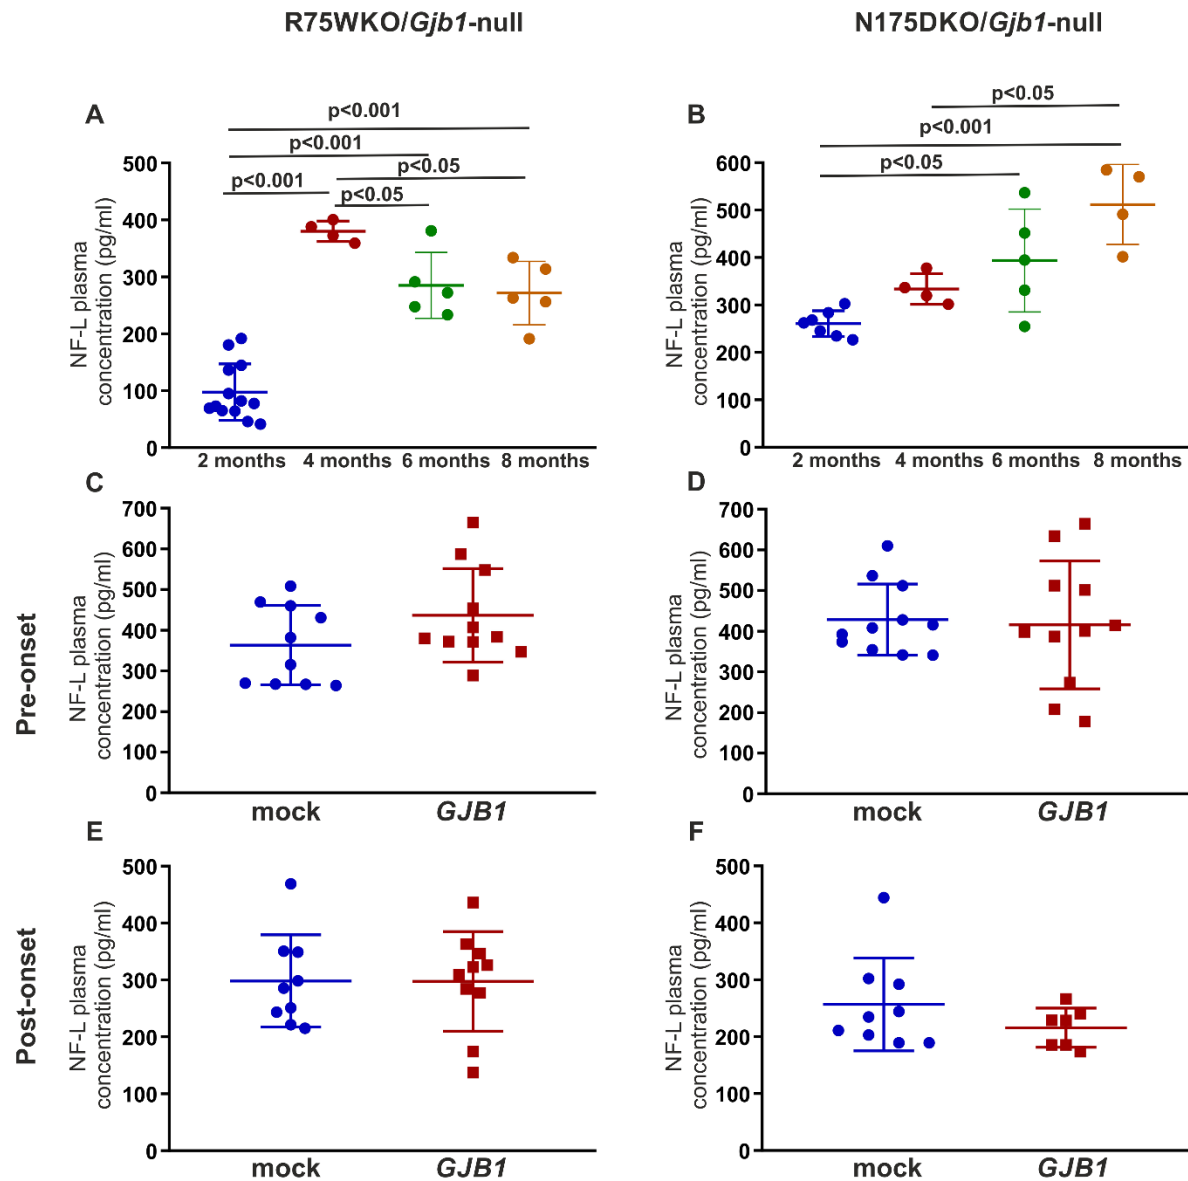 R75WKO/Gjb1-null
N175DKO/Gjb1-null
A
p<0.001
p<0.001
p<0.05
p<0.001
p<0.05
NF-L plasma
concentration (pg/ml)
500
400
300
200
100
0
2 months 4 months 6 months 8 months
B
p<0.05
p<0.001
p<0.05
NF-L plasma
concentration (pg/ml)
600
500
400
300
200
100
0
2 months 4 months 6 months 8 months
Pre-onset
C
NF-L plasma
concentration (pg/ml)
700
600
500
400
300
200
100
0
mock GJB1
D
NF-L plasma
concentration (pg/ml)
700
600
500
400
300
200
100
0
mock GJB1
Post-onset
E
NF-L plasma
concentration (pg/ml)
500
400
300
200
100
0
mock GJB1
F
NF-L plasma
concentration (pg/ml)
500
400
300
200
100
0
mock GJB1